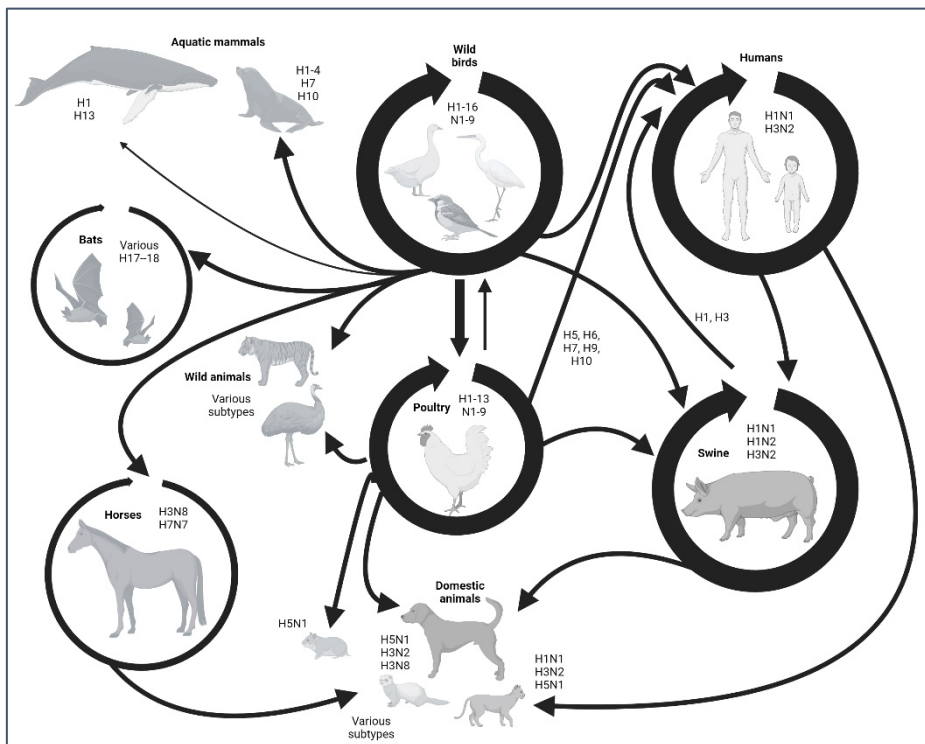 Aquatic mammals
H1
H13
H1-4
H7
H10
Wild
birds
H1-16
N1-9
Humans
H1N1
H3N2
Bats
Various
H17–18
Wild animals
Various
subtypes
Poultry
H1-13
N1-9
H5, H6,
H7, H9,
H10
H1, H3
Swine
H1N1
H1N2
H3N2
Horses
H3N8
H7N7
Domestic
animals
H5N1
H5N1
H3N2
H3N8
Various
subtypes
H1N1
H3N2
H5N1